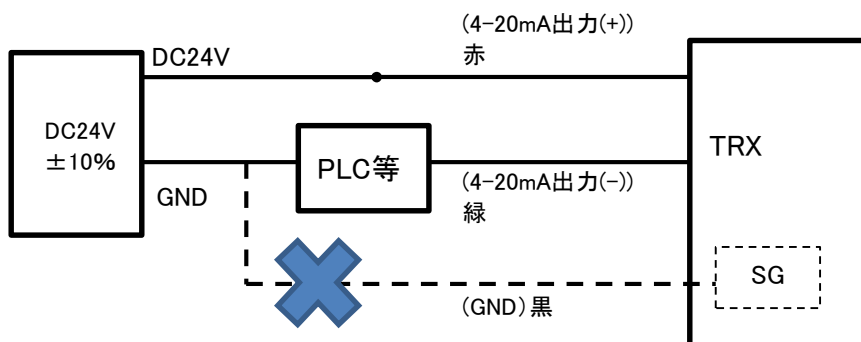 (4-20mA出力(+))
赤
DC24V
DC24V
±10%
TRX
PLC等
GND
(4-20mA出力(-))
緑
SG
(GND)黒